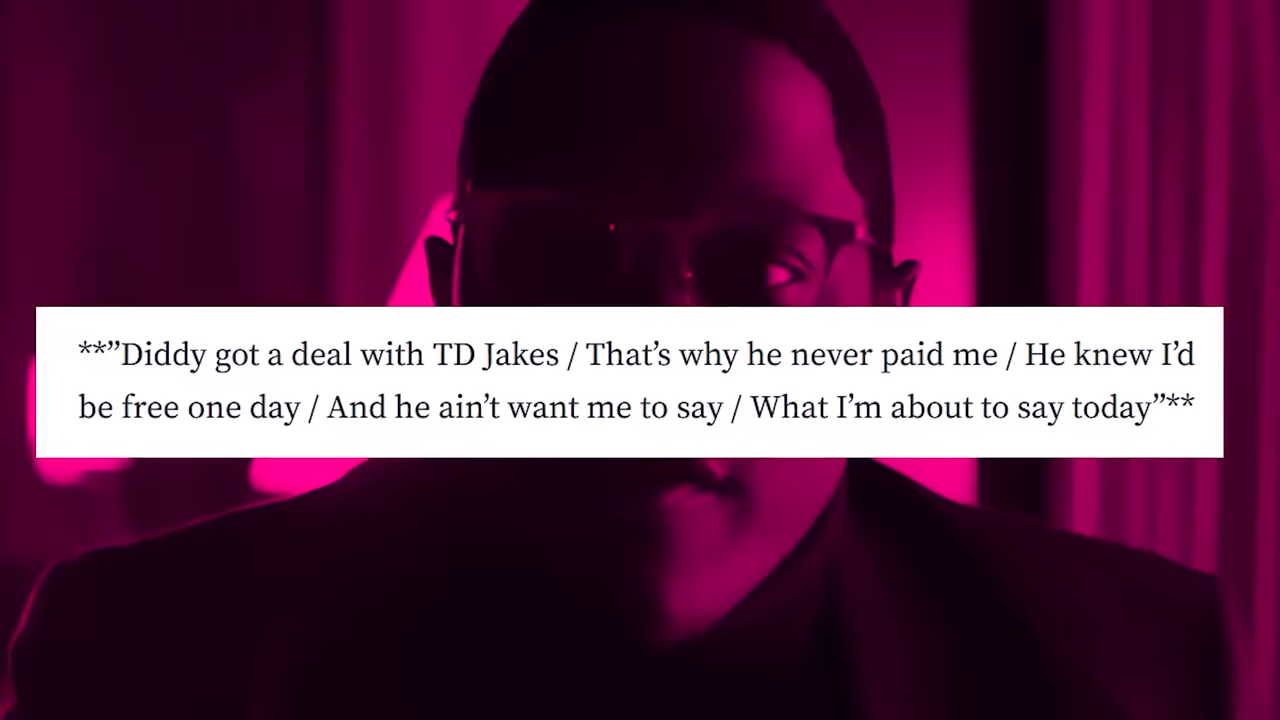 **”Diddy got a deal with TD Jakes / That’s why he never paid me / He knew I’d
be free one day / And he ain’t want me to say / What I’m about to say today”**